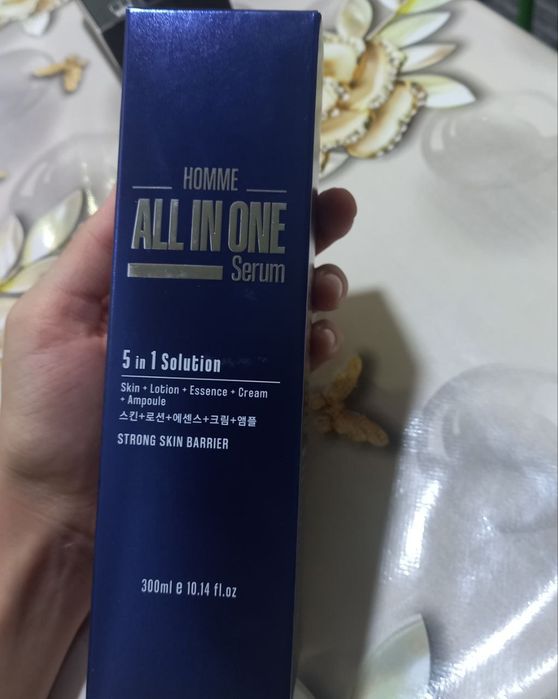 HOMME
ALL IN ONE
Serum
5 in 1 Solution
Skin + Lotion + Essence + Cream
+ Ampoule
스킨+로션+에센스+크림+앰플
STRONG SKIN BARRIER
300ml e 10.14 fl.oz